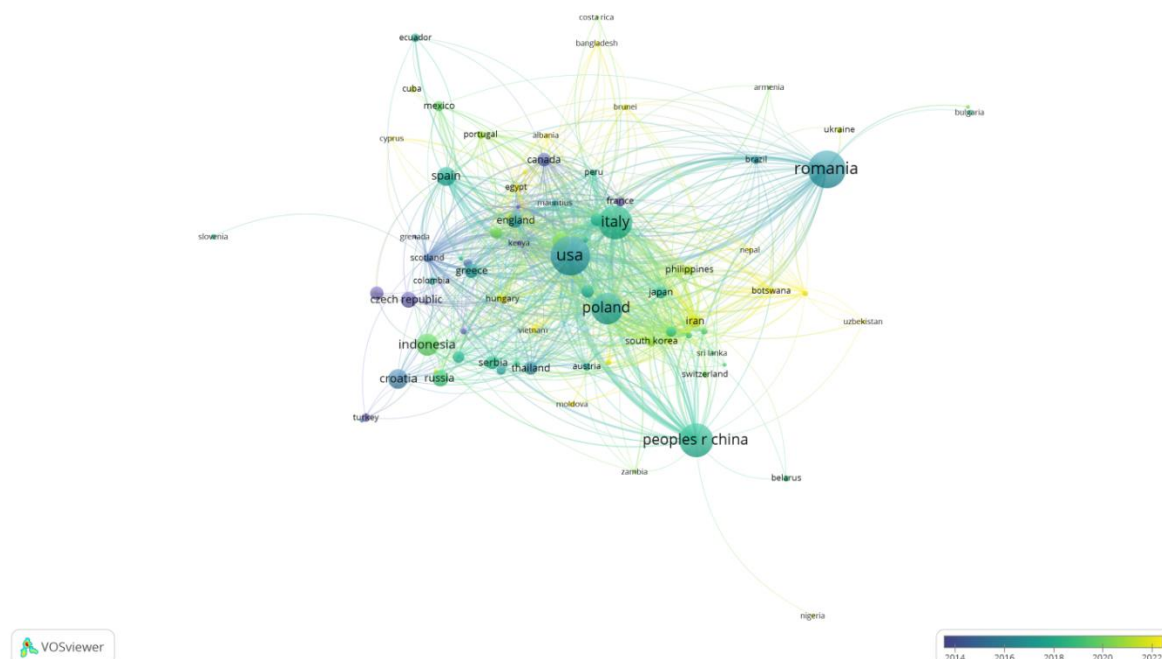 costa rica
ecuador
bangladesh
cuba
armenia
mexico
brunei
bulgaria
cyprus
portugal
albania
ukraine
canada
brazil
romania
spain
peru
egypt
mauritius
france
england
italy
slovenia
grenada
kenya
usa
nepal
scotland
greece
philippines
colombia
japan
botswana
czech republic
hungary
poland
iran
uzbekistan
vietnam
indonesia
south korea
sri lanka
serbia
thailand
austria
switzerland
croatia
russia
moldova
turkey
peoples r china
zambia
belarus
nigeria
VOSviewer
2014 2016 2018 2020 2022